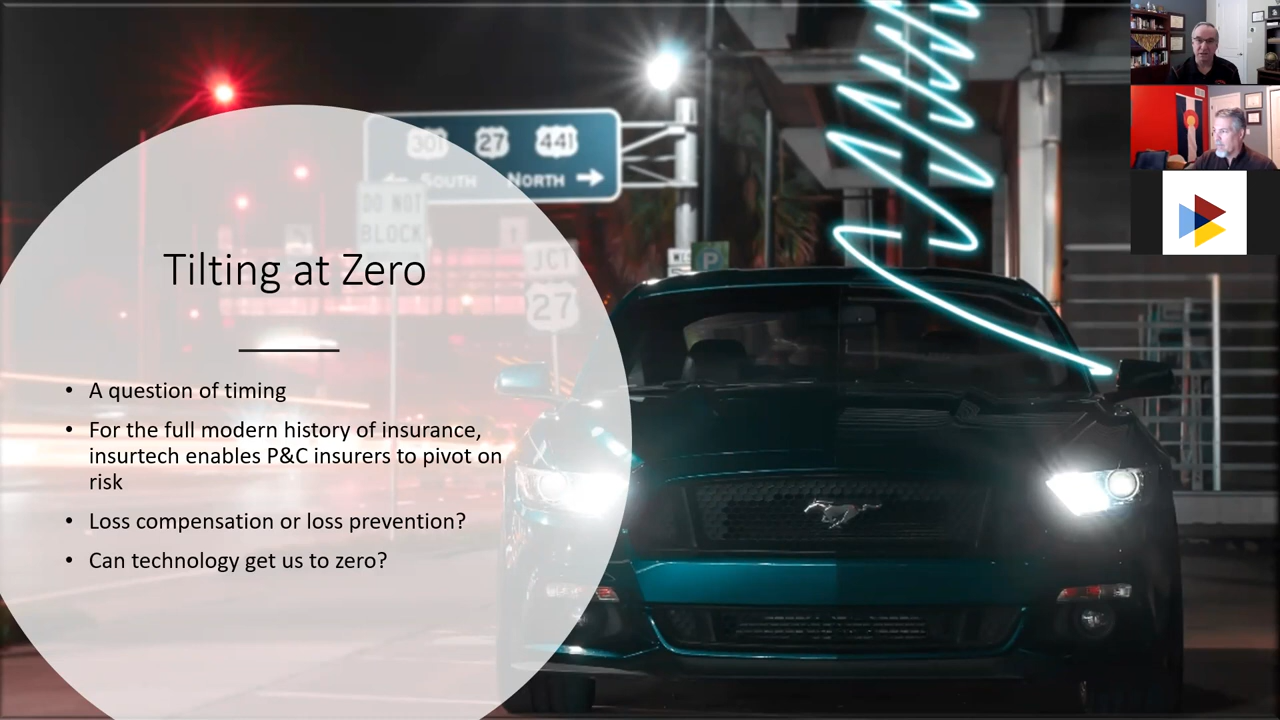 301 27 441
SOUTH NORTH
DO NOT
BLOCK
JCT
27
P
Tilting at Zero
• A question of timing
• For the full modern history of insurance,
insurtech enables P&C insurers to pivot on
risk
• Loss compensation or loss prevention?
• Can technology get us to zero?